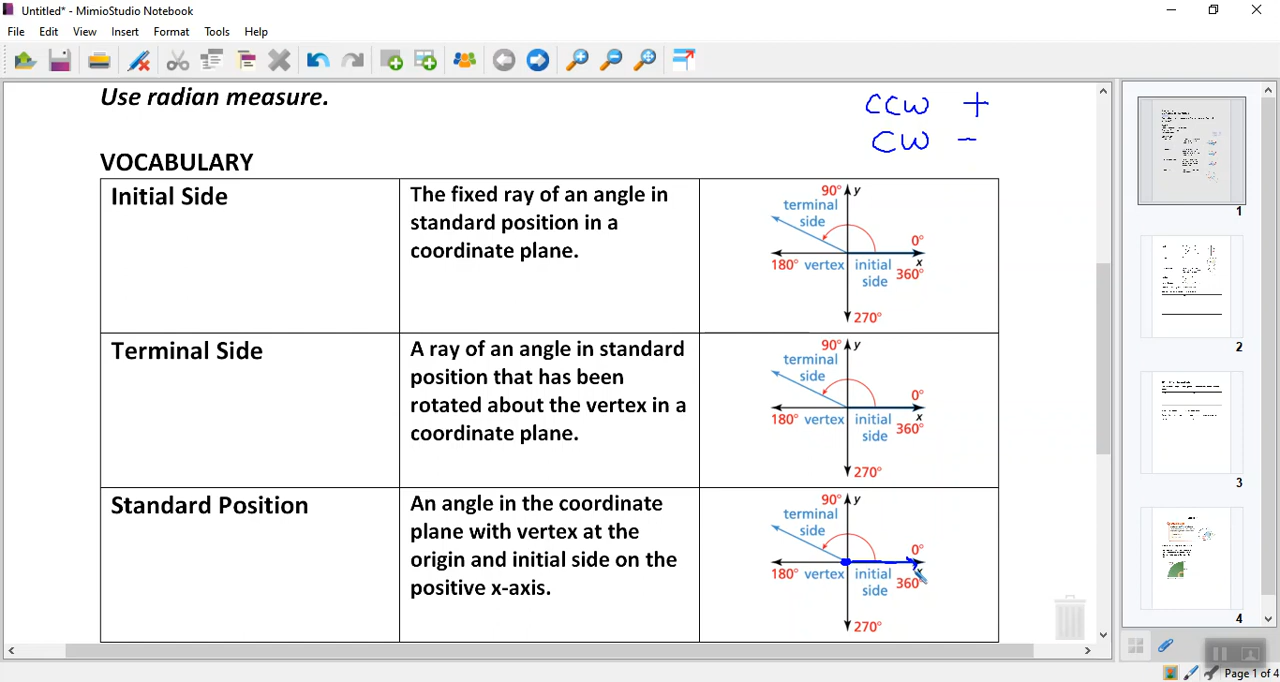 Untitled* - MimioStudio Notebook
File Edit View Insert Format Tools Help
Use radian measure.
CCW +
CW -
VOCABULARY
Initial Side
The fixed ray of an angle in
standard position in a
coordinate plane.
90° y
terminal
side
0°
x
180° vertex initial
side
360°
270°
Terminal Side
A ray of an angle in standard
position that has been
rotated about the vertex in a
coordinate plane.
90° y
terminal
side
0°
x
180° vertex initial
side
360°
270°
Standard Position
An angle in the coordinate
plane with vertex at the
origin and initial side on the
positive x-axis.
90° y
terminal
side
0°
x
180° vertex initial
side
360°
270°
1
2
3
4
Page 1 of 4